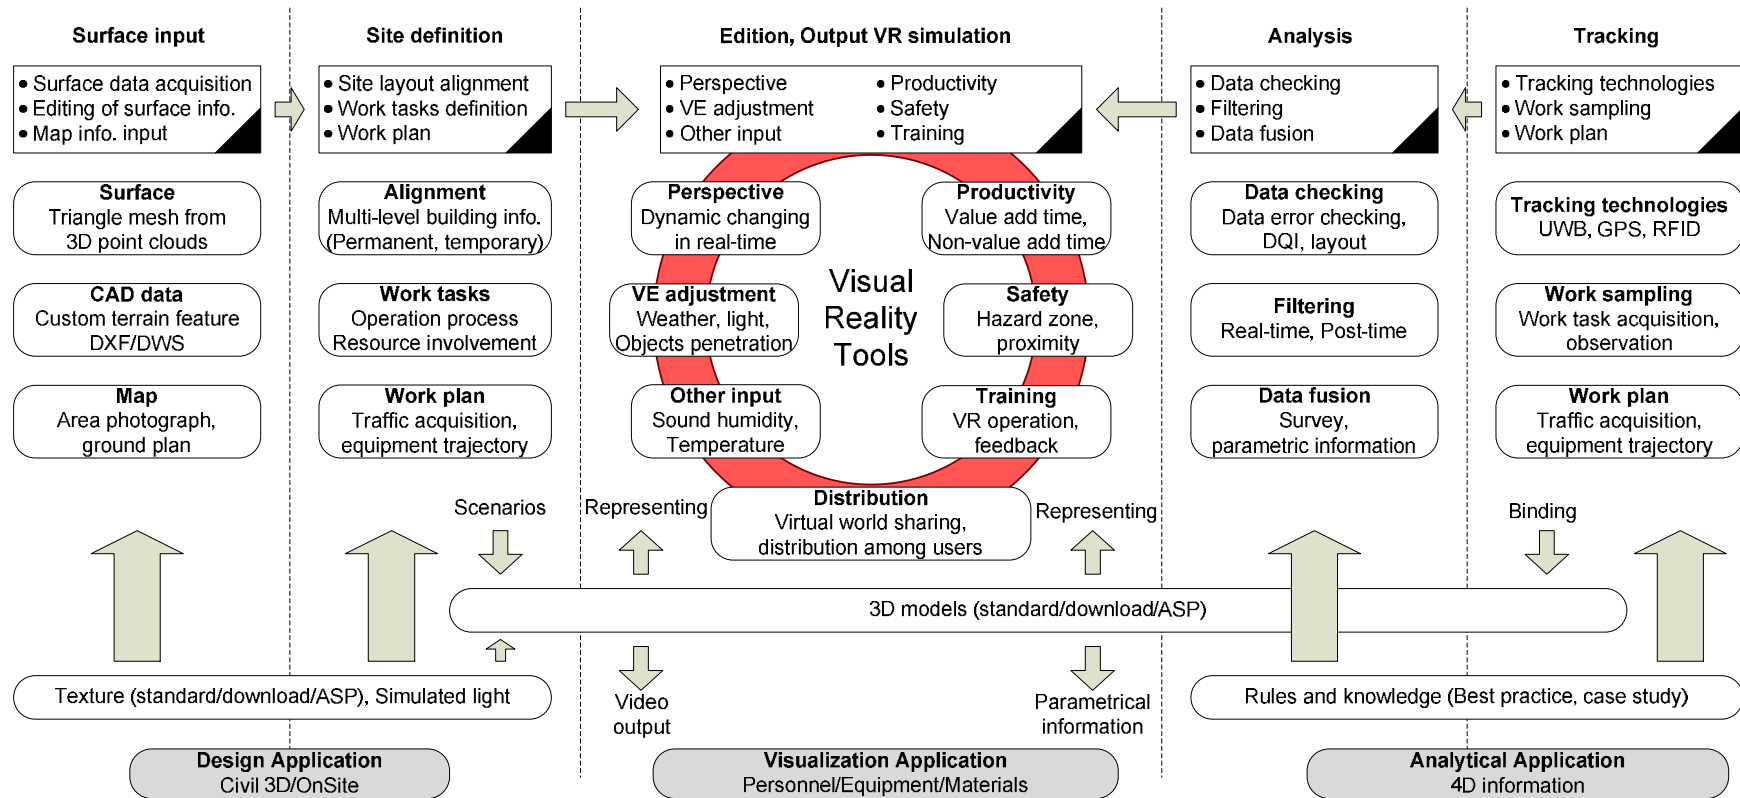 Surface input
Site definition
Edition, Output VR simulation
Analysis
Tracking
• Surface data acquisition
• Editing of surface info.
• Map info. input
• Site layout alignment
• Work tasks definition
• Work plan
• Perspective
• VE adjustment
• Other input
• Productivity
• Safety
• Training
• Data checking
• Filtering
• Data fusion
• Tracking technologies
• Work sampling
• Work plan
Surface
Triangle mesh from
3D point clouds
Alignment
Multi-level building info.
(Permanent, temporary)
Perspective
Dynamic changing
in real-time
Productivity
Value add time,
Non-value add time
Data checking
Data error checking,
DQI, layout
Tracking technologies
UWB, GPS, RFID
CAD data
Custom terrain feature
DXF/DWS
Work tasks
Operation process
Resource involvement
VE adjustment
Weather, light,
Objects penetration
Visual
Reality
Tools
Safety
Hazard zone,
proximity
Filtering
Real-time, Post-time
Work sampling
Work task acquisition,
observation
Map
Area photograph,
ground plan
Work plan
Traffic acquisition,
equipment trajectory
Other input
Sound humidity,
Temperature
Training
VR operation,
feedback
Data fusion
Survey,
parametric information
Work plan
Traffic acquisition,
equipment trajectory
Scenarios
Representing
Distribution
Virtual world sharing,
distribution among users
Representing
Binding
3D models (standard/download/ASP)
Texture (standard/download/ASP), Simulated light
Video
output
Parametrical
information
Rules and knowledge (Best practice, case study)
Design Application
Civil 3D/OnSite
Visualization Application
Personnel/Equipment/Materials
Analytical Application
4D information